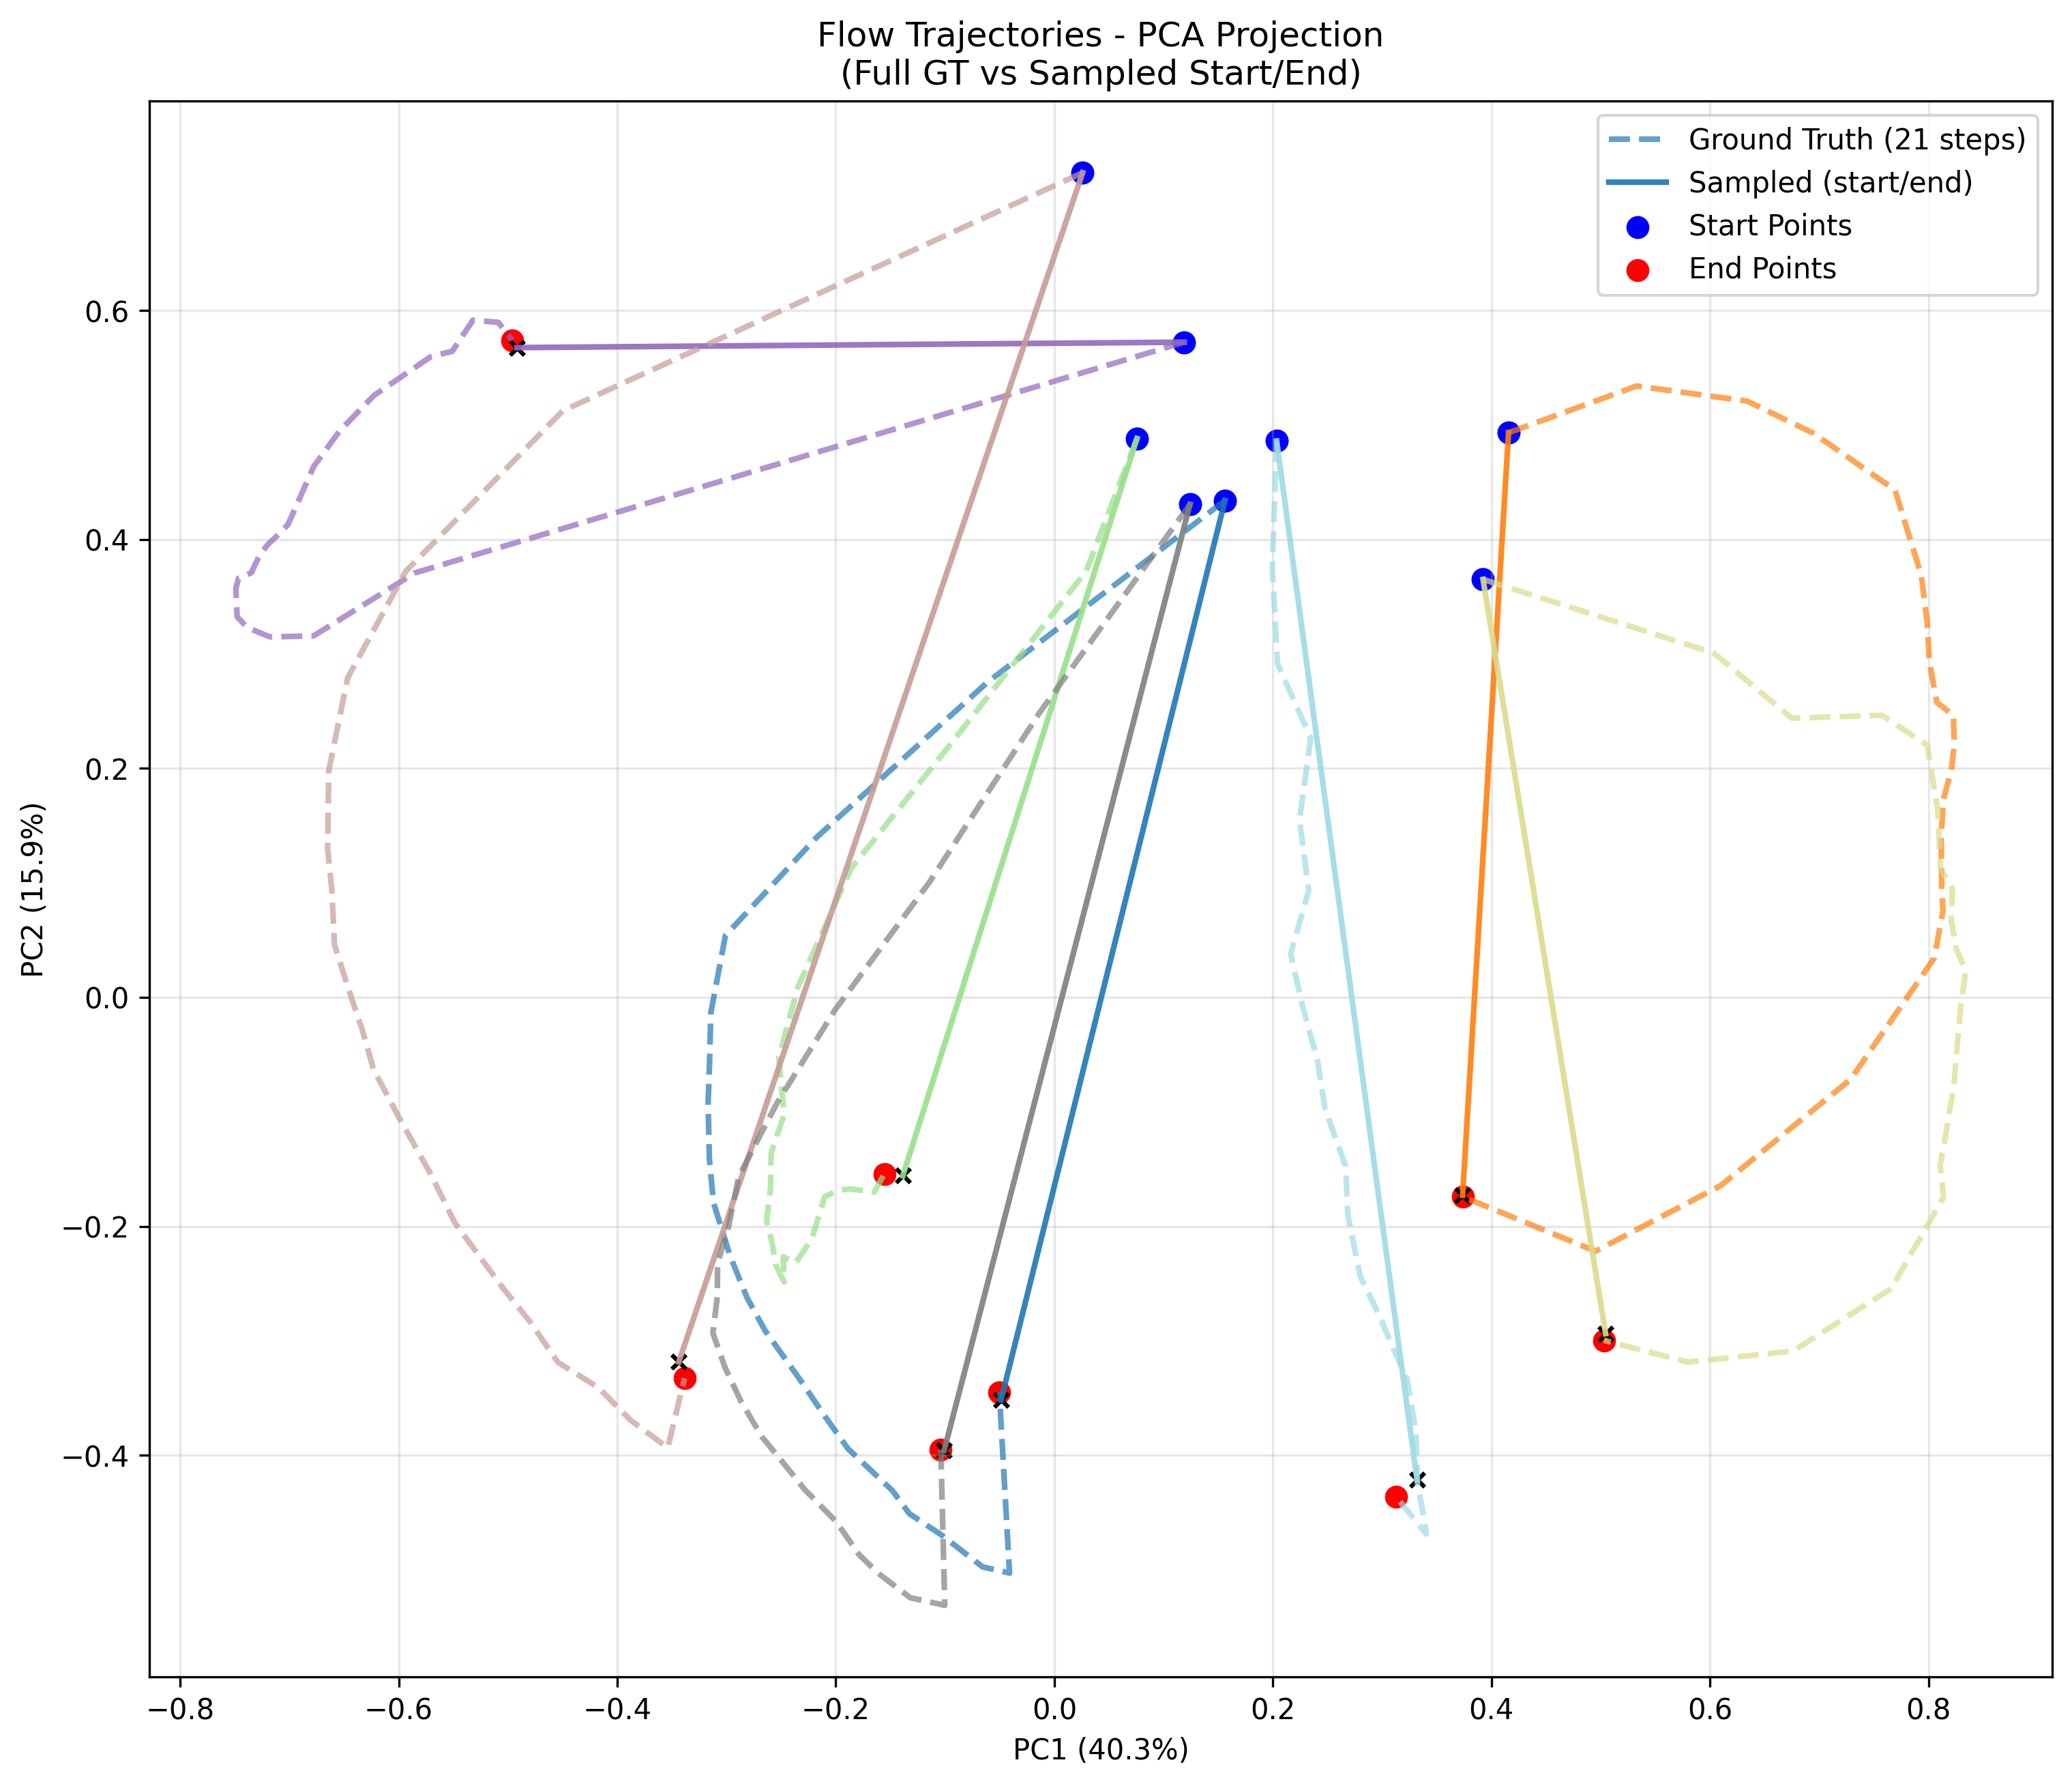 Flow Trajectories - PCA Projection
(Full GT vs Sampled Start/End)
Ground Truth (21 steps)
Sampled (start/end)
Start Points
End Points
0.6
0.4
0.2
0.0
−0.2
−0.4
PC2 (15.9%)
−0.8 −0.6 −0.4 −0.2 0.0 0.2 0.4 0.6 0.8
PC1 (40.3%)